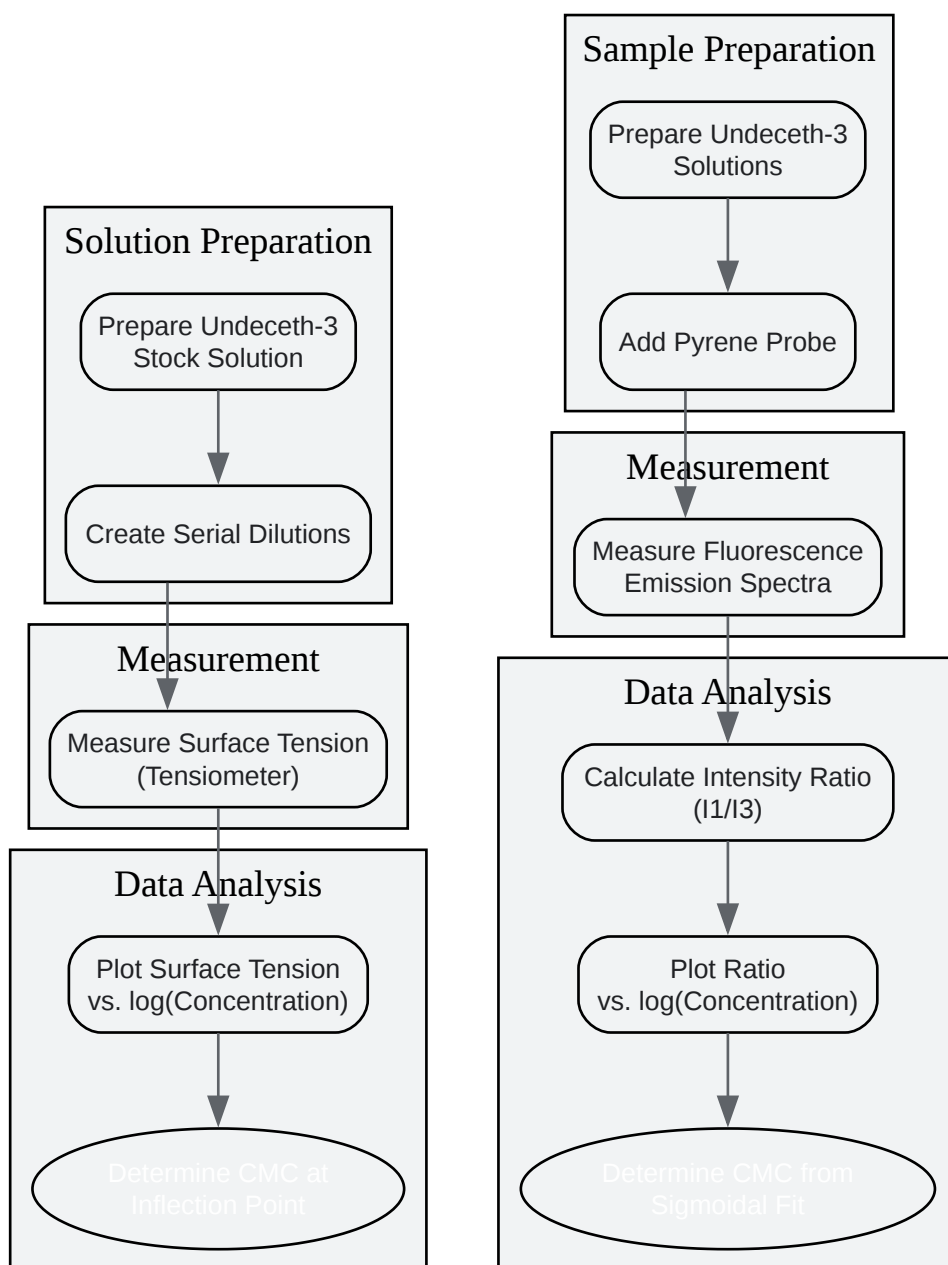 Solution Preparation
Prepare Undeceth-3
Stock Solution
Create Serial Dilutions
Measurement
Measure Surface Tension
(Tensiometer)
Data Analysis
Plot Surface Tension
vs. log(Concentration)
Determine CMC at
Inflection Point
Sample Preparation
Prepare Undeceth-3
Solutions
Add Pyrene Probe
Measurement
Measure Fluorescence
Emission Spectra
Data Analysis
Calculate Intensity Ratio
(I1/I3)
Plot Ratio
vs. log(Concentration)
Determine CMC from
Sigmoidal Fit